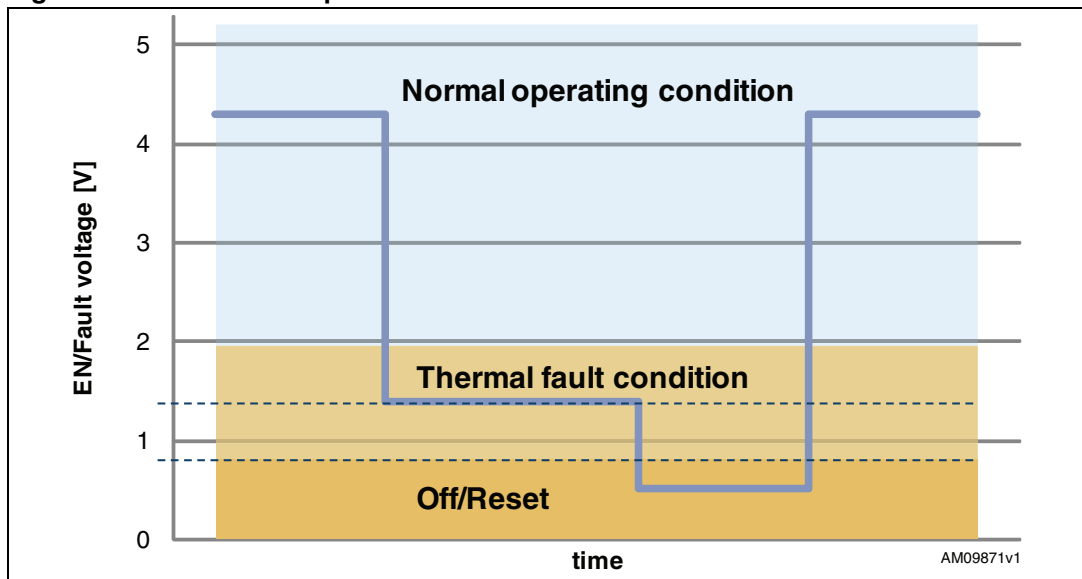 5
Normal operating condition
4
EN/Fault voltage [V]
3
2
Thermal fault condition
1
Off/Reset
0
time
AM09871v1